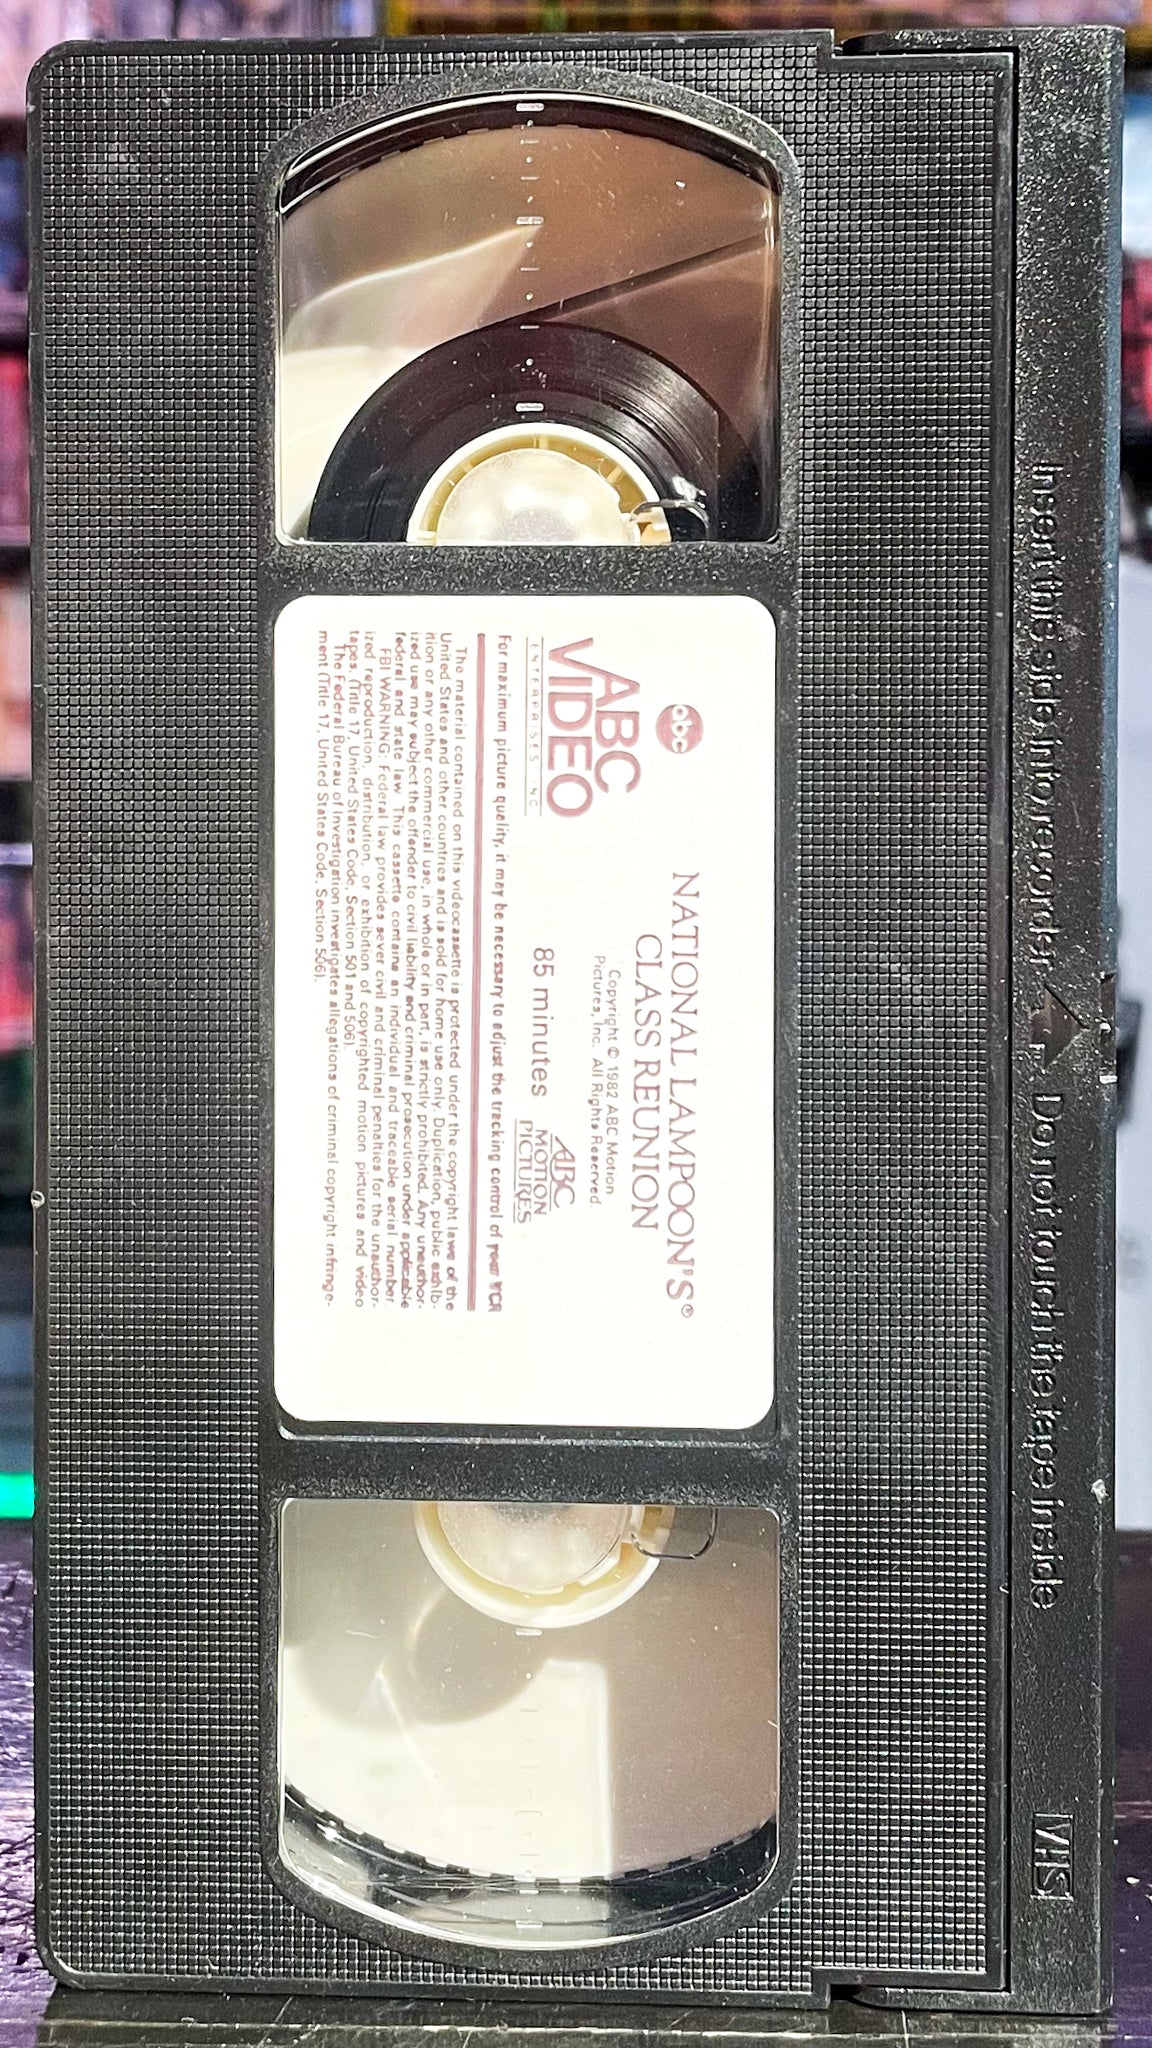 Insert this side into recorder Do not touch the tape inside
VHS
abc
NATIONAL LAMPOON'S®
CLASS REUNION
ABC
VIDEO
ENTERPRISES, INC.
Copyright © 1982 ABC Motion
Pictures, Inc. All Rights Reserved.
85 minutes
ABC
MOTION
PICTURES
For maximum picture quality, it may be necessary to adjust the tracking control of your VCR
The material contained on this videocassette is protected under the copyright laws of the
United States and other countries and is sold for home use only. Duplication, public exhib-
ition or any other commercial use, in whole or in part, is strictly prohibited. Any unauthor-
ized use may subject the offender to civil liability and criminal prosecution under applicable
federal and state law. This cassette contains an individual and traceable serial number.
FBI WARNING: Federal law provides sever civil and criminal penalties for the unauthor-
ized reproduction, distribution, or exhibition of copyrighted motion pictures and video
tapes. (Title 17, United States Code, Section 501 and 506).
The Federal Bureau of Investigation investigates allegations of criminal copyright infringe-
ment (Title 17, United States Code, Section 506).